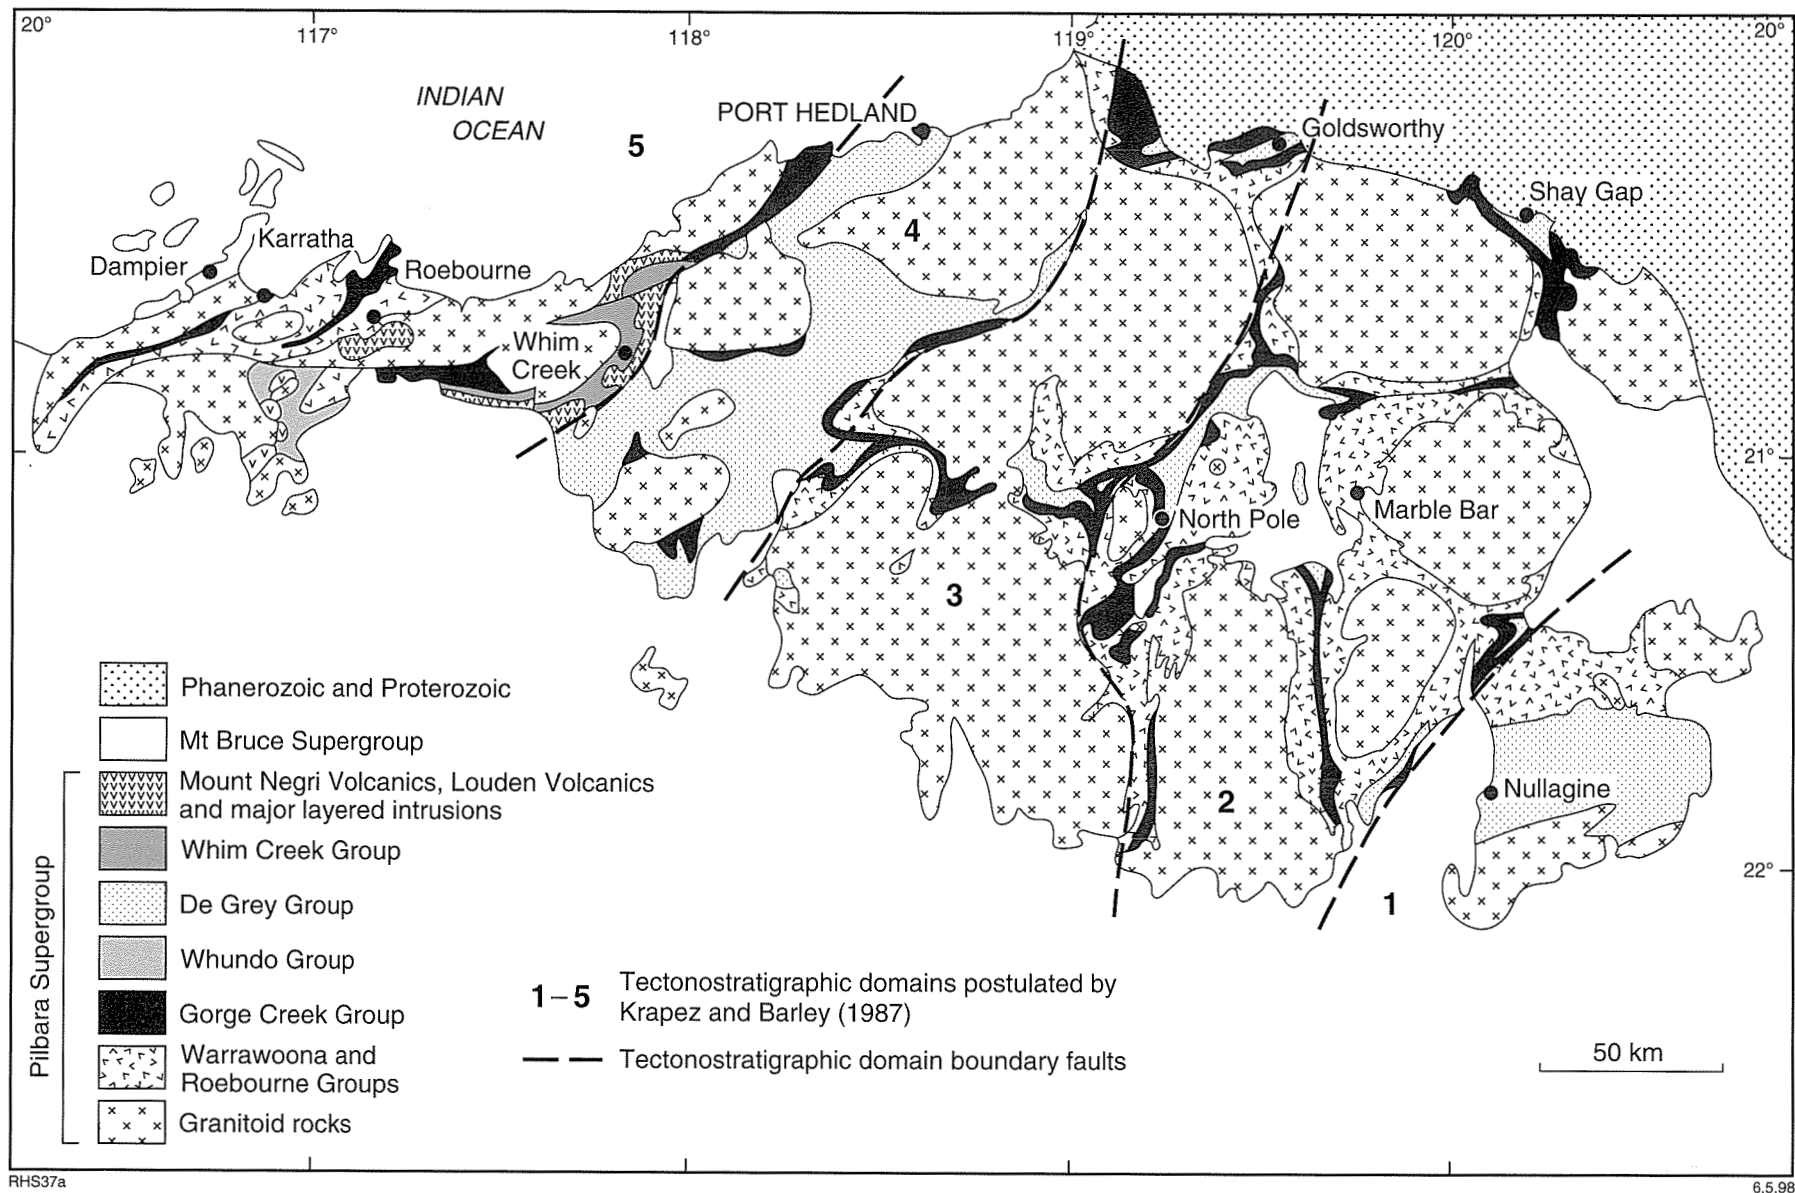 20°
117°
118°
119°
120°
20°
INDIAN
OCEAN
5
PORT HEDLAND
Goldsworthy
Shay Gap
4
Karratha
Dampier
Roebourne
Whim
Creek
21°
North Pole
Marble Bar
3
2
Nullagine
22°
1
Phanerozoic and Proterozoic
Mt Bruce Supergroup
Mount Negri Volcanics, Louden Volcanics
and major layered intrusions
Whim Creek Group
De Grey Group
Whundo Group
Gorge Creek Group
Warrawoona and
Roebourne Groups
Granitoid rocks
Pilbara Supergroup
1–5
Tectonostratigraphic domains postulated by
Krapez and Barley (1987)
Tectonostratigraphic domain boundary faults
50 km
RHS37a
6.5.98